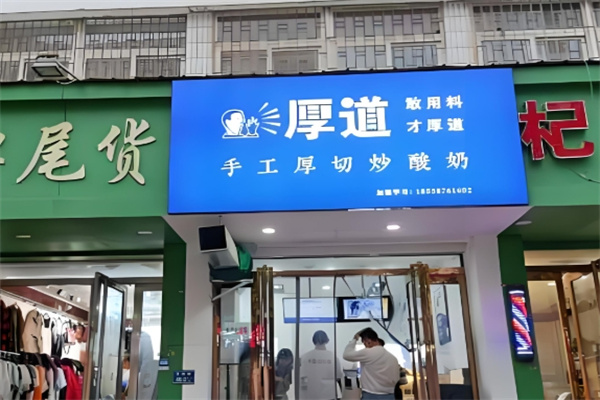 尾货
厚道
敢用料
才厚道
手工厚切炒酸奶
杞